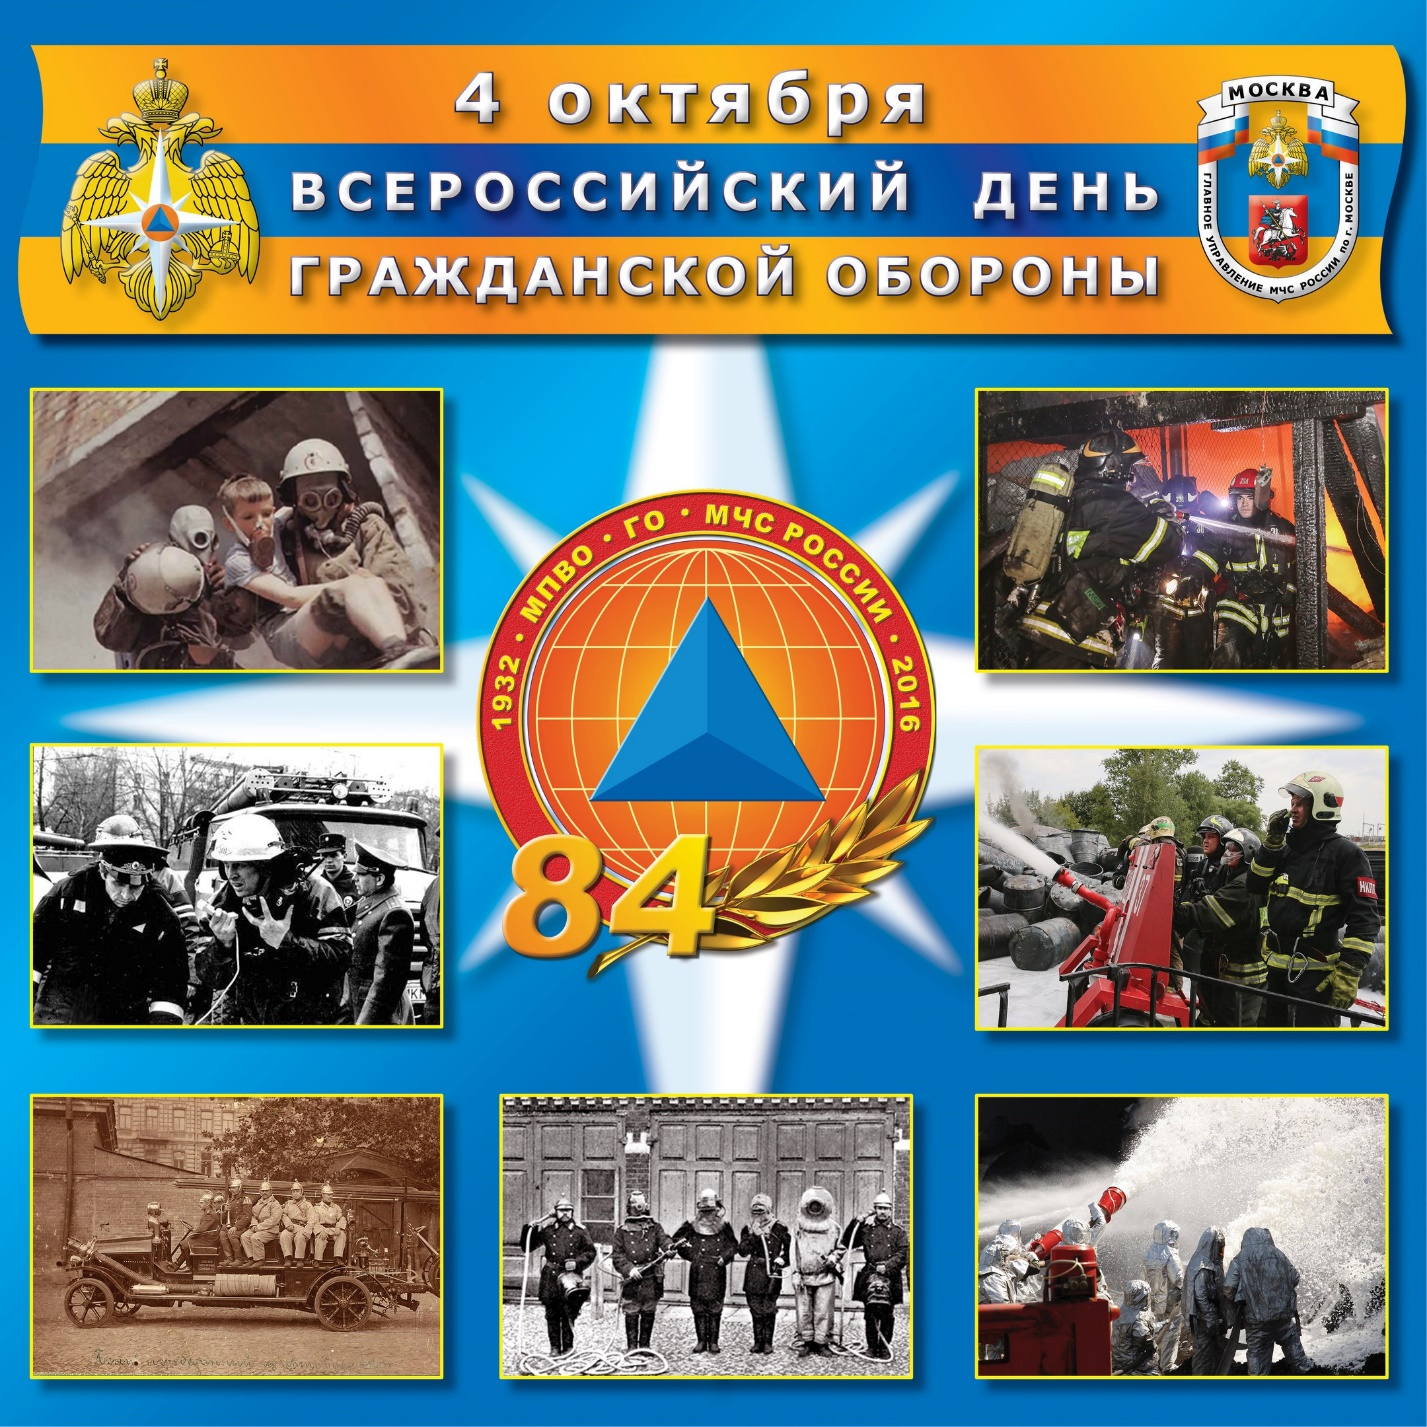 4 октября
ВСЕРОССИЙСКИЙ ДЕНЬ
ГРАЖДАНСКОЙ ОБОРОНЫ
МОСКВА
ГЛАВНОЕ УПРАВЛЕНИЕ МЧС РОССИИ по г. МОСКВЕ
1932 • МПВО • ГО • МЧС РОССИИ • 2016
84